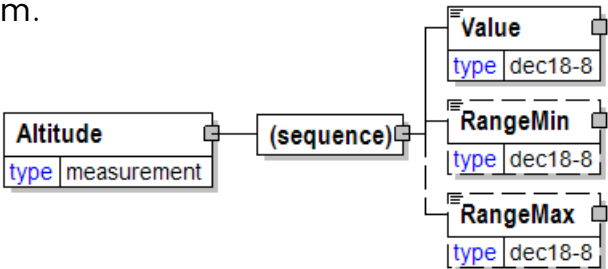 m.
Value
type dec18-8
RangeMin
type dec18-8
Altitude
type measurement
(sequence)
RangeMax
type dec18-8